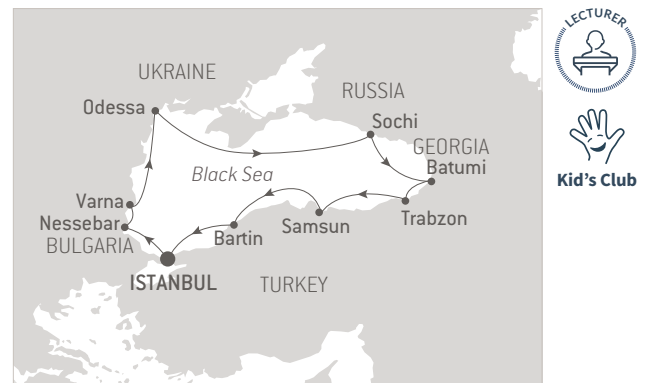 LECTURER
UKRAINE
RUSSIA
Odessa
Sochi
GEORGIA
Batumi
Kid's Club
Black Sea
Varna
Nessebar
Trabzon
Samsun
Bartin
BULGARIA
ISTANBUL
TURKEY